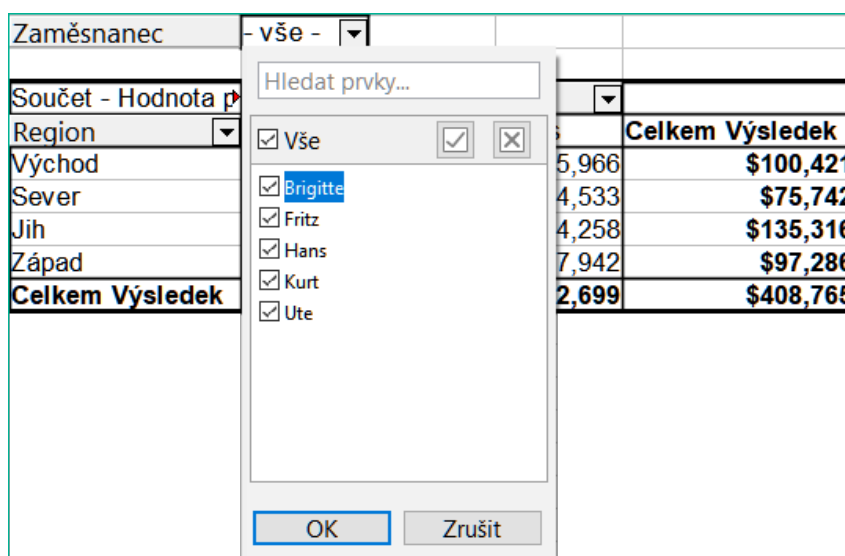 Zaměsnanec - vše -
Hledat prvky...
Součet - Hodnota p
Region Celkem Výsledek
Vše
Východ 5,966 $100,421
Brigitte
Sever 4,533 $75,742
Fritz
Jih 4,258 $135,316
Hans
Západ 7,942 $97,286
Kurt
Celkem Výsledek 2,699 $408,765
Ute
OK Zrušit